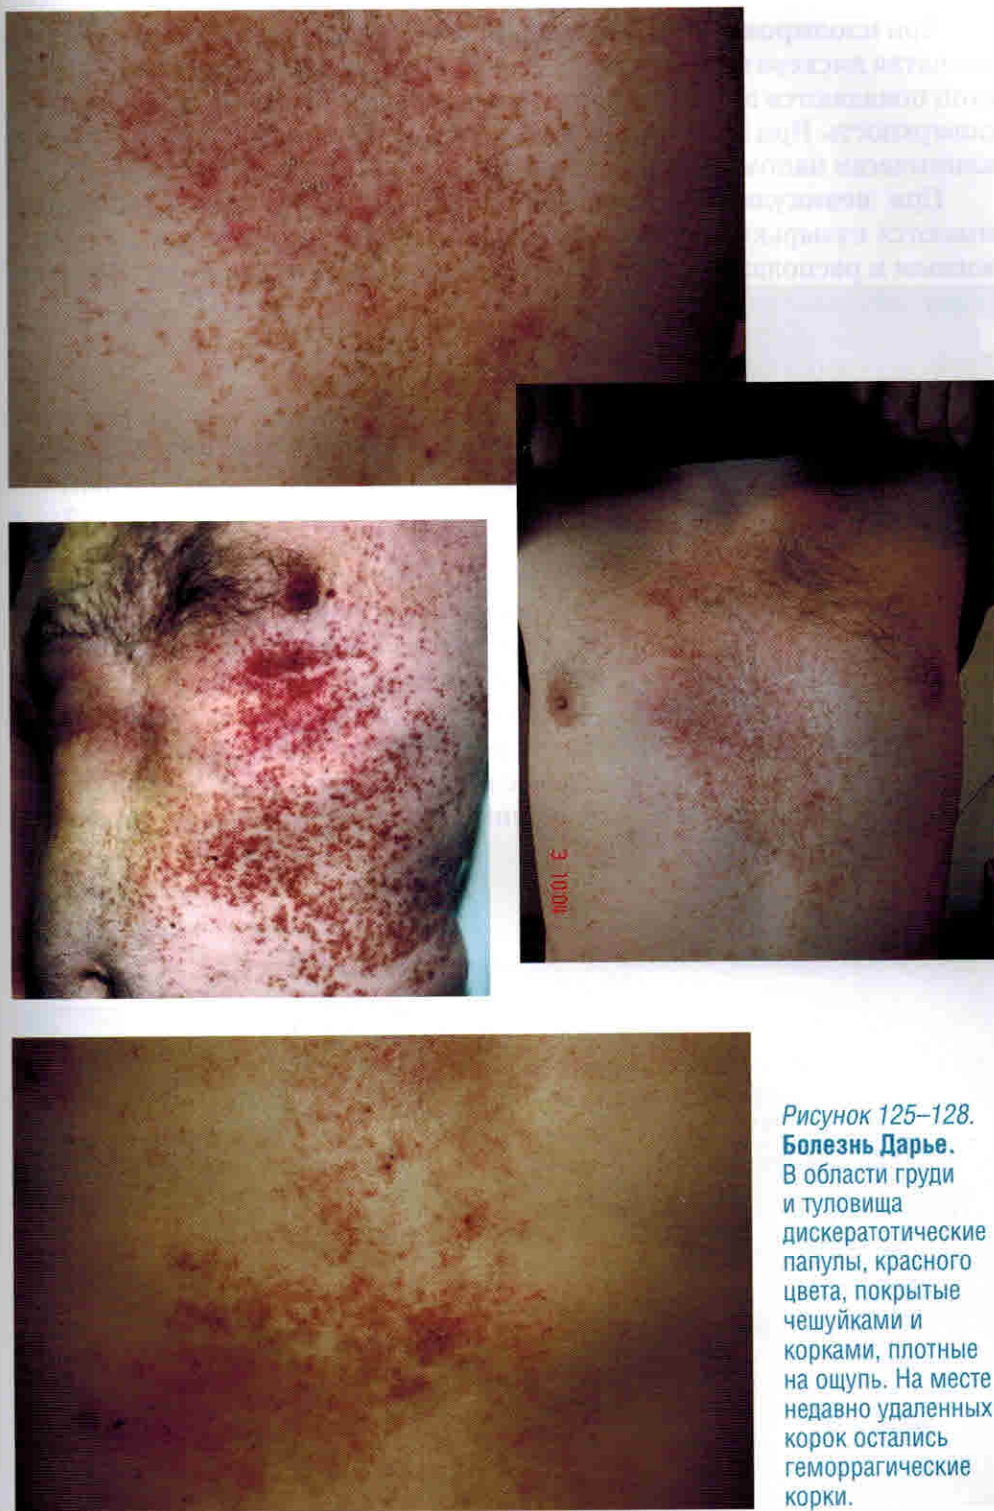 Рисунок 125–128.
Болезнь Дарье.
В области груди
и туловища
дискератотические
папулы, красного
цвета, покрытые
чешуйками и
корками, плотные
на ощупь. На месте
недавно удаленных
корок остались
геморрагические
корки.